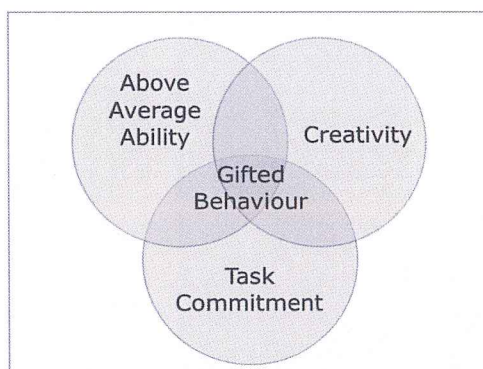 Above
Average
Ability
Creativity
Gifted
Behaviour
Task
Commitment